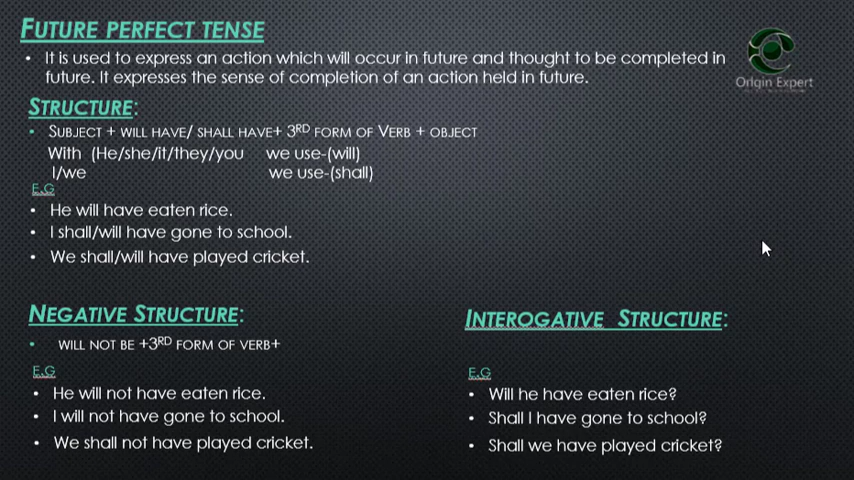 FUTURE PERFECT TENSE
• It is used to express an action which will occur in future and thought to be completed in
future. It expresses the sense of completion of an action held in future.
Origin Expert
STRUCTURE:
• SUBJECT + WILL HAVE/ SHALL HAVE+ 3RD FORM OF VERB + OBJECT
With (He/she/it/they/you we use-(will)
I/we we use-(shall)
E.G
• He will have eaten rice.
• I shall/will have gone to school.
• We shall/will have played cricket.
NEGATIVE STRUCTURE:
• WILL NOT BE +3RD FORM OF VERB+
E.G
• He will not have eaten rice.
• I will not have gone to school.
• We shall not have played cricket.
INTEROGATIVE STRUCTURE:
E.G
• Will he have eaten rice?
• Shall I have gone to school?
• Shall we have played cricket?